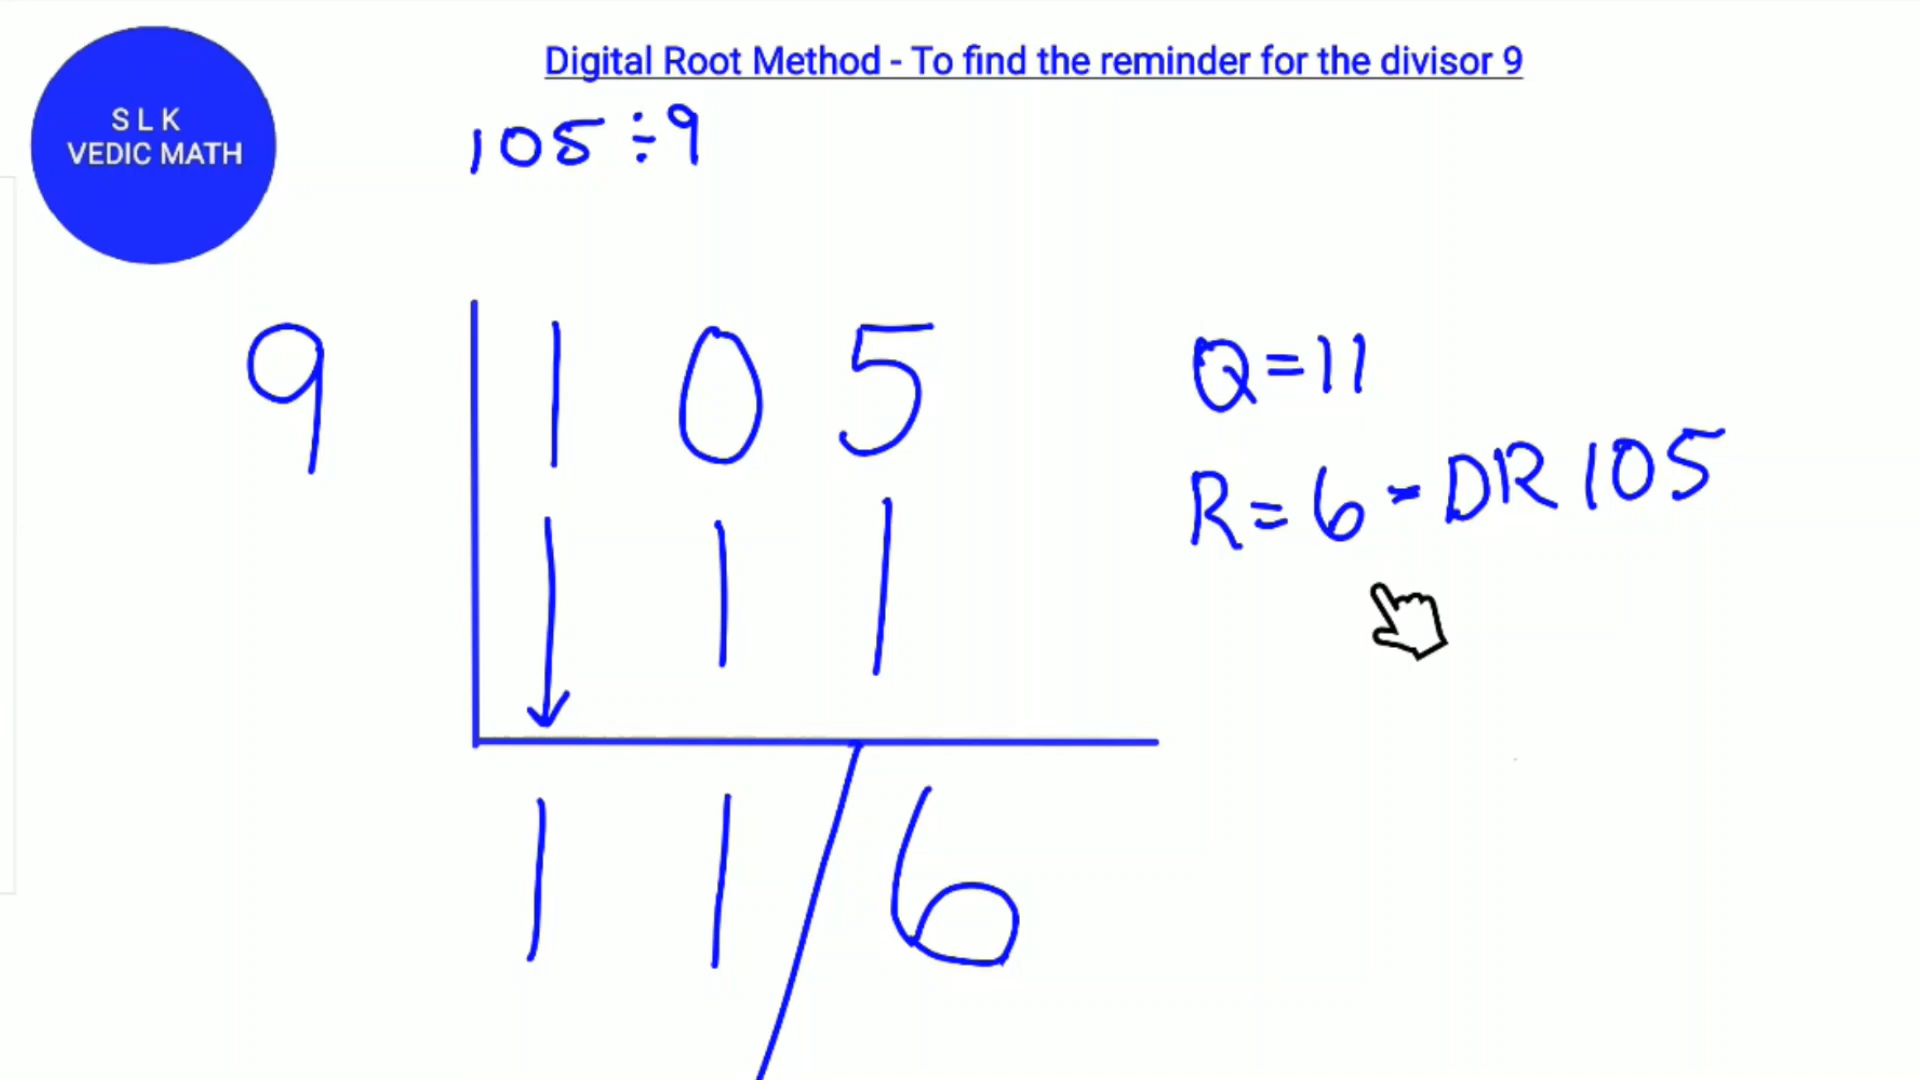 S L K
VEDIC MATH
Digital Root Method - To find the reminder for the divisor 9
105 ÷ 9
9 1 0 5
1 1
1 1 / 6
Q = 11
R = 6 - DR 105